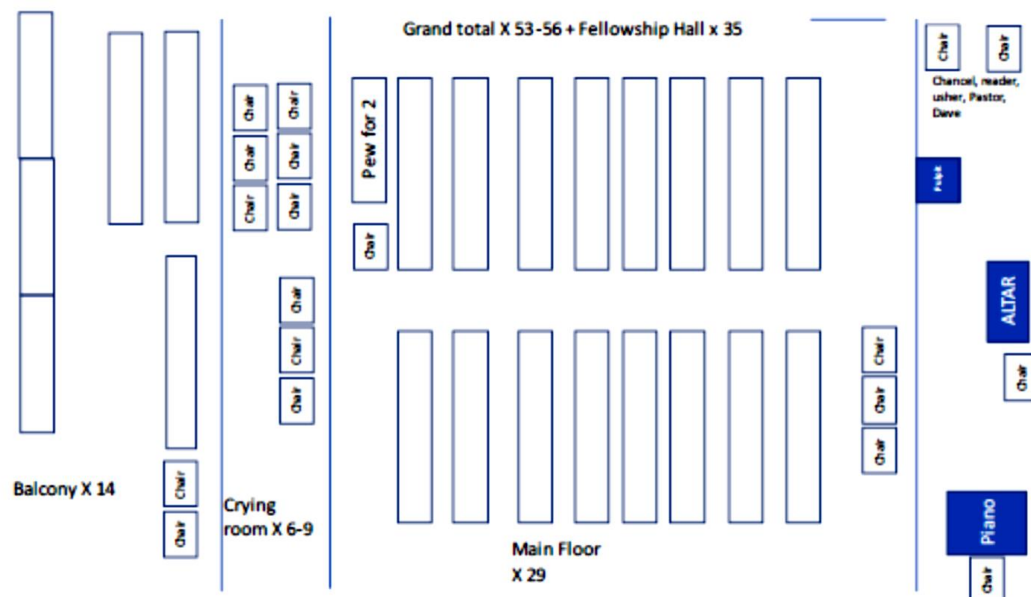 Grand total X 53-56 + Fellowship Hall x 35
Chair
Chair
Chancel, reader,
usher, Pastor,
Dave
Chair
Chair
Chair
Chair
Chair
Chair
Pew for 2
Chair
Pulpit
ALTAR
Chair
Chair
Chair
Chair
Chair
Chair
Chair
Balcony X 14
Chair
Chair
Crying
room X 6-9
Main Floor
X 29
Piano
Chair